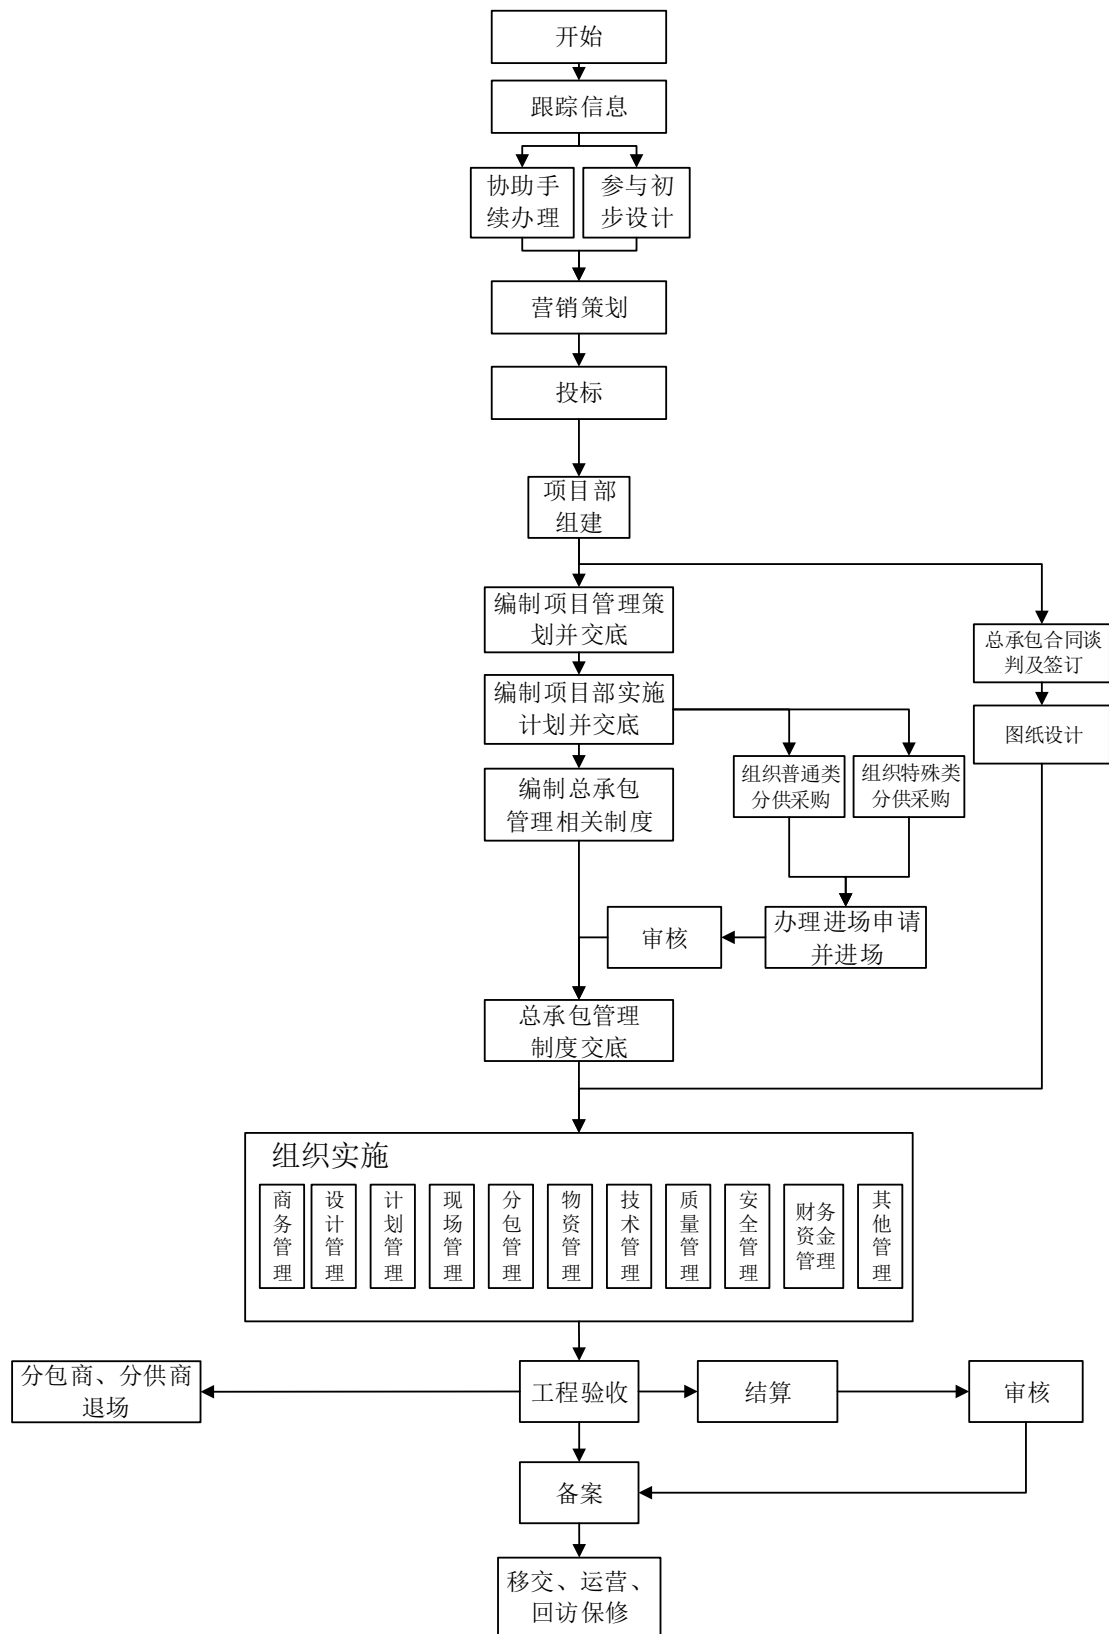 开始
跟踪信息
协助手
续办理
参与初
步设计
营销策划
投标
项目部
组建
编制项目管理策
划并交底
总承包合同谈
判及签订
编制项目部实施
计划并交底
图纸设计
组织普通类
分供采购
组织特殊类
分供采购
编制总承包
管理相关制度
审核
办理进场申请
并进场
总承包管理
制度交底
组织实施
商务管理
设计管理
计划管理
现场管理
分包管理
物资管理
技术管理
质量管理
安全管理
财务
资金
管理
其他管理
分包商、分供商
退场
工程验收
结算
审核
备案
移交、运营、
回访保修